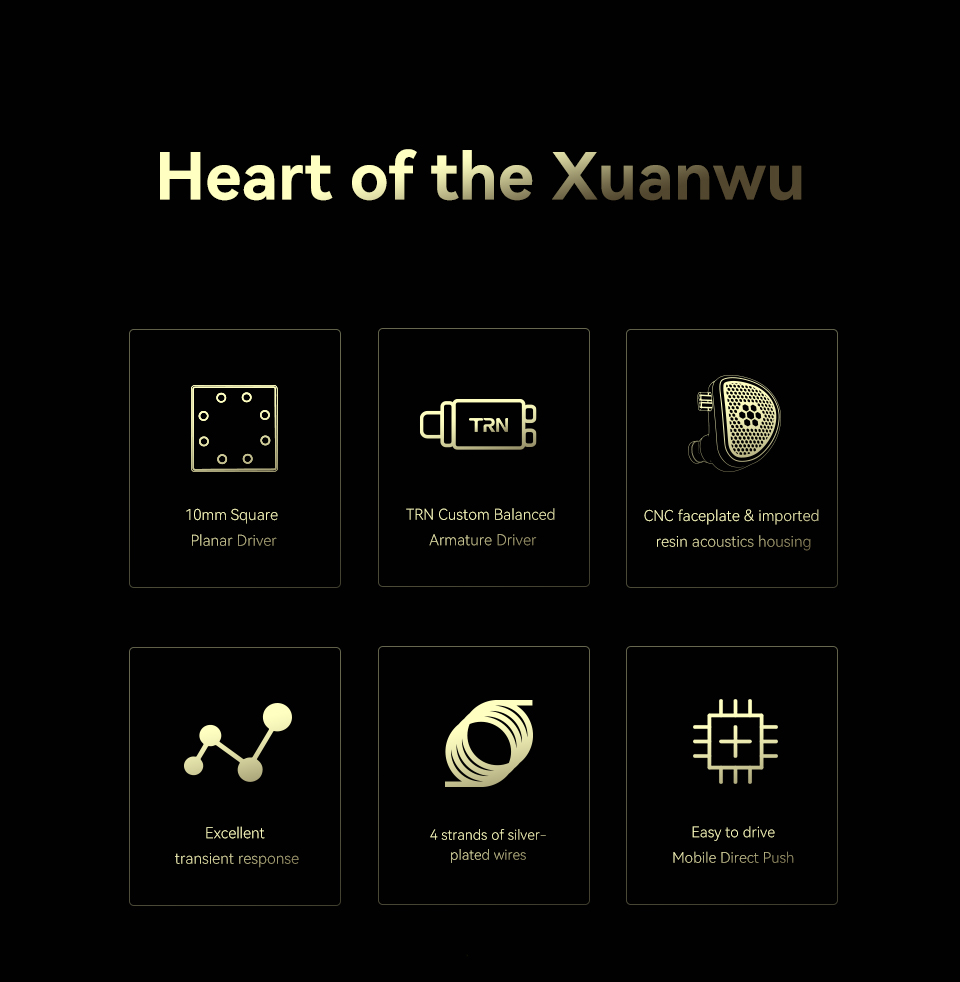 Heart of the Xuanwu
TRN
10mm Square
Planar Driver
TRN Custom Balanced
Armature Driver
CNC faceplate & imported
resin acoustics housing
Excellent
transient response
4 strands of silver-
plated wires
Easy to drive
Mobile Direct Push